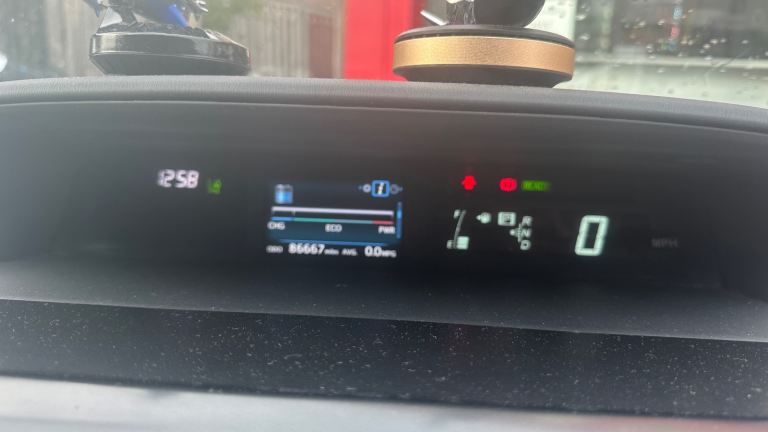 12:58
READY
CHG ECO PWR
ODO 86667 miles AVG. 0.0 MPG
F
E
R
N
D
0 MPH